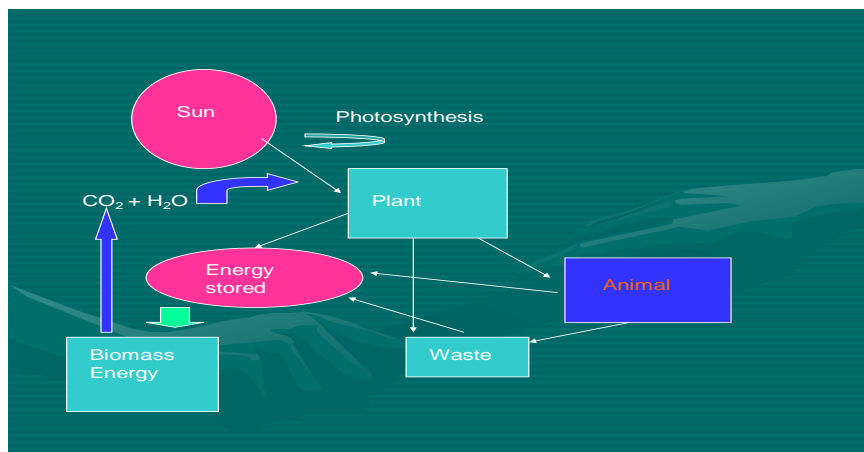 Sun
Photosynthesis
CO₂ + H₂O
Plant
Energy
stored
Animal
Biomass
Energy
Waste